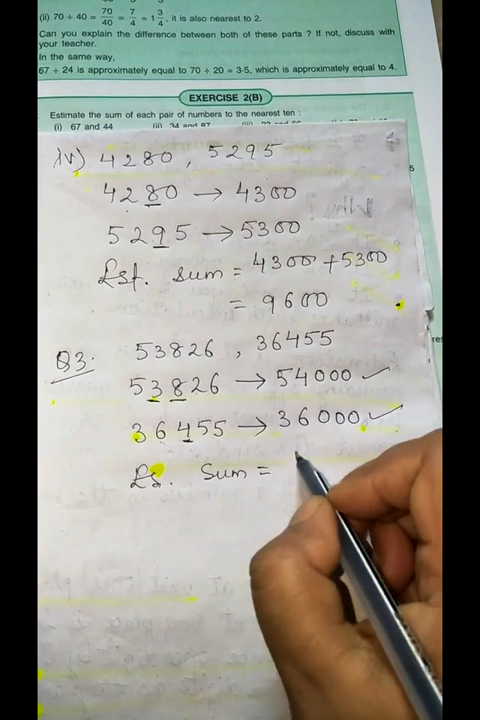 (ii) 70 ÷ 40 = 70/40 = 7/4 = 1 3/4, it is also nearest to 2.
Can you explain the difference between both of these parts ? If not, discuss with
your teacher.
In the same way,
67 ÷ 24 is approximately equal to 70 ÷ 20 = 3·5, which is approximately equal to 4.
EXERCISE 2(B)
Estimate the sum of each pair of numbers to the nearest ten :
(i) 67 and 44 (ii) 34 and 87
iv) 4280 , 5295
4280 → 4300
5295 → 5300
Est. Sum = 4300 + 5300
= 9600
Q3. 53826 , 36455
53826 → 54000 ✓
36455 → 36000 ✓
Es. Sum =